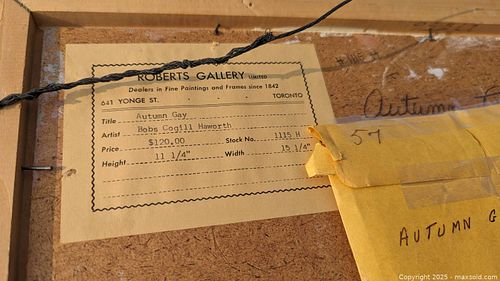 ROBERTS GALLERY LIMITED
Dealers in Fine Paintings and Frames since 1842
641 YONGE ST. TORONTO
Title Autumn Gay
Artist Bobs Cogill Haworth
Price $120.00 Stock No. 1115 H
Height 11 1/4" Width 15 1/4"
Autumn
57
AUTUMN G
Copyright 2025 - maxsold.com